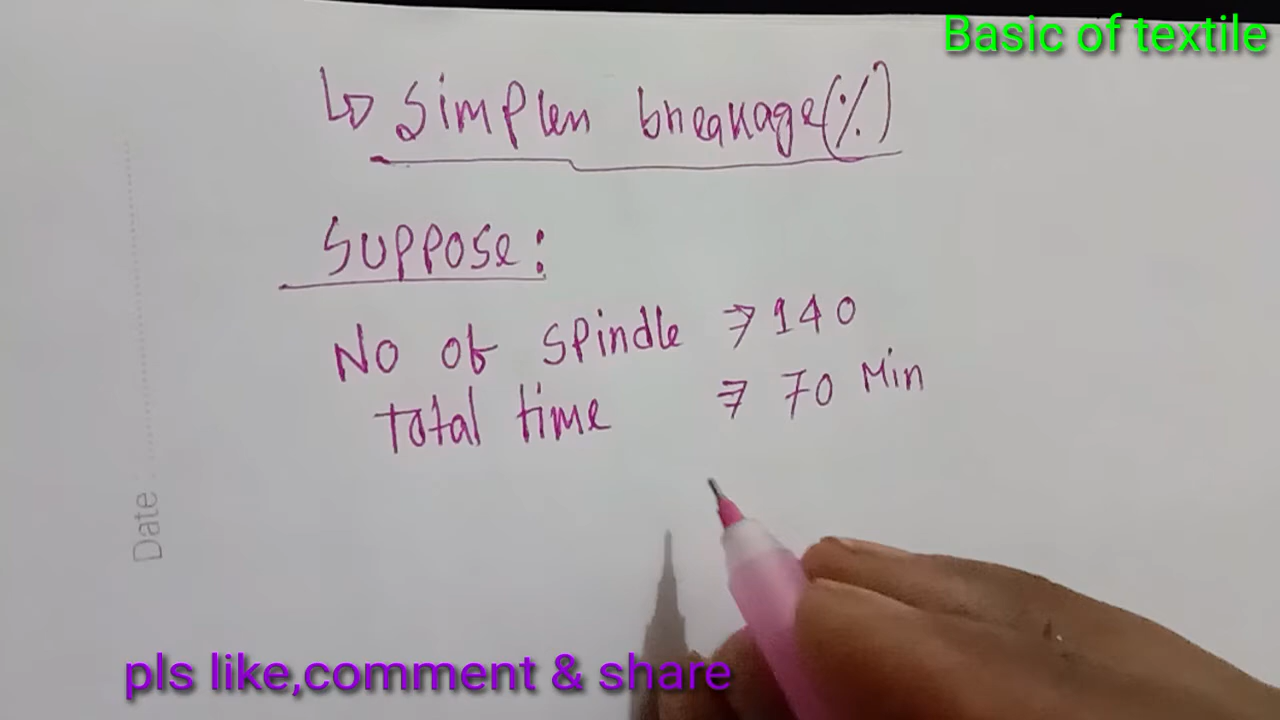 Basic of textile
↳ Simplex breakage(%)
Suppose:
No of spindle ⇒ 140
Total time ⇒ 70 Min
Date
pls like,comment & share